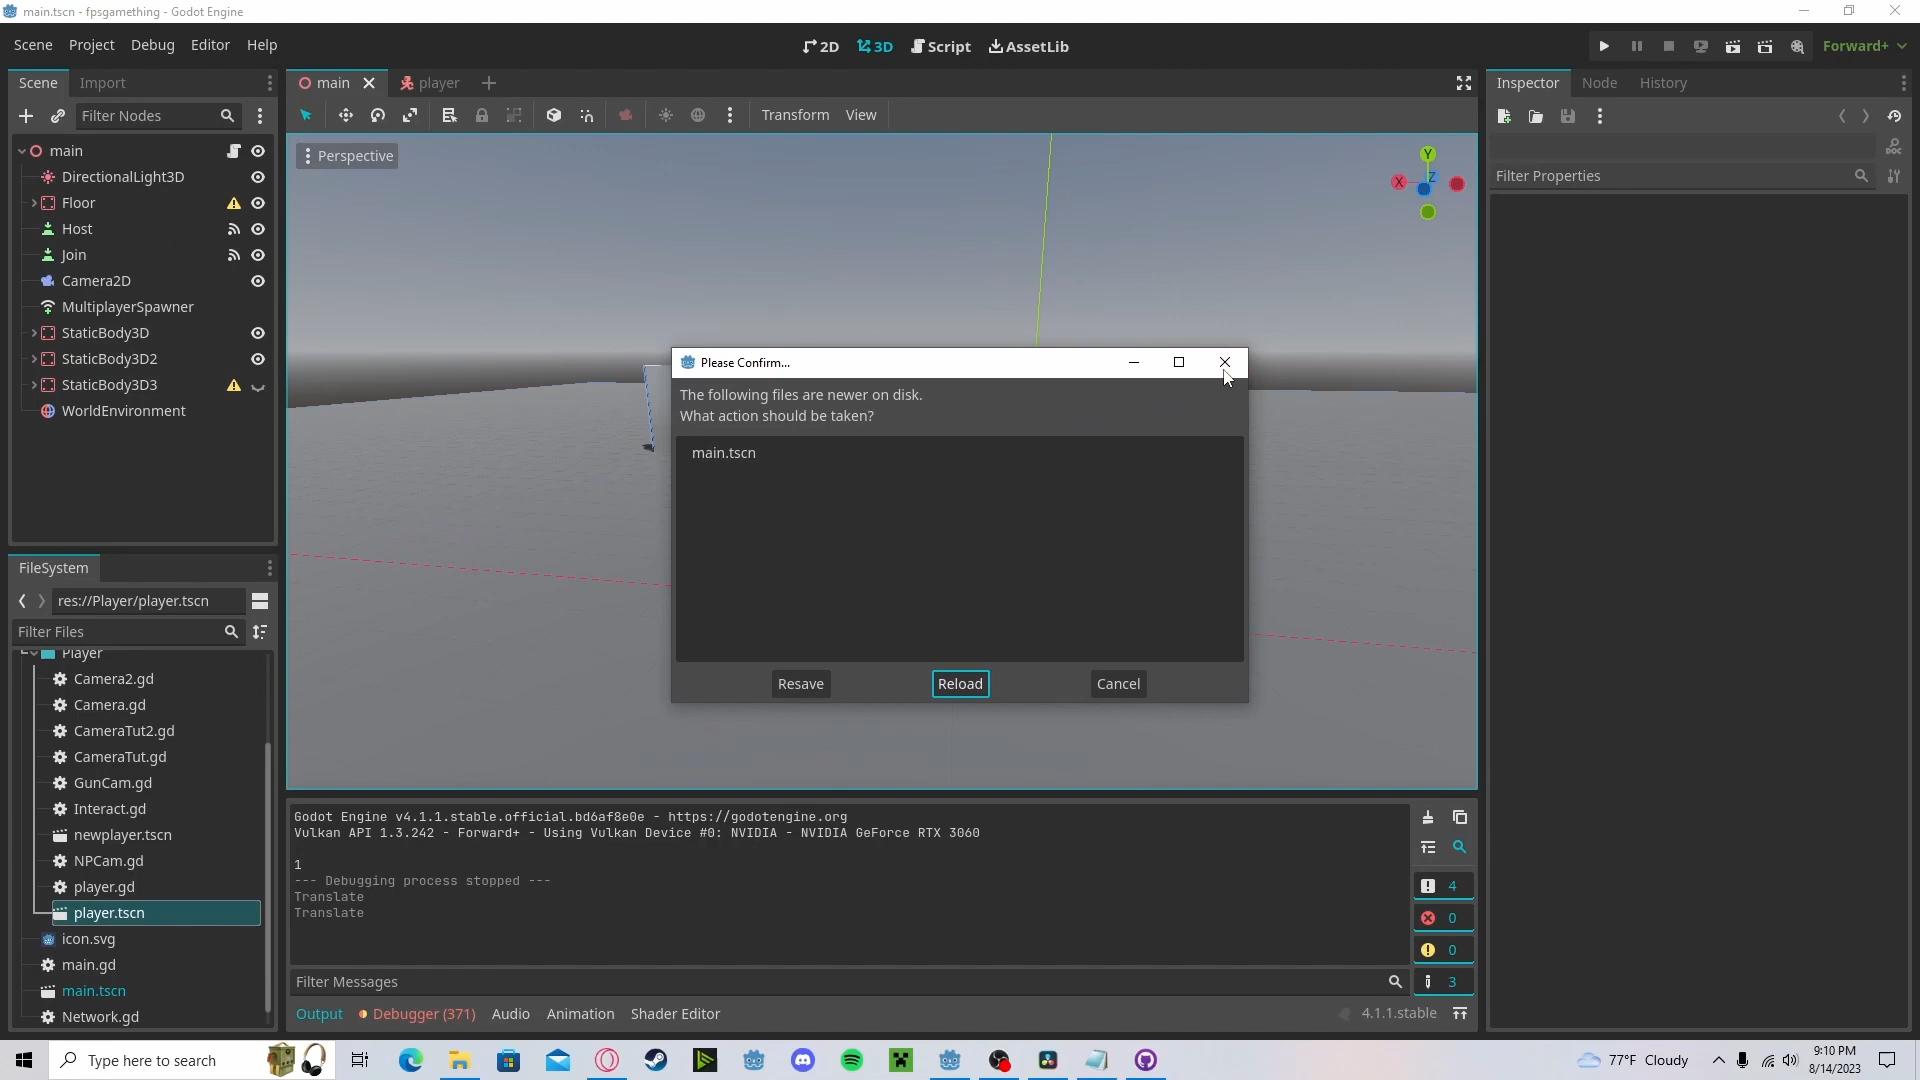 main.tscn - fpsgamething - Godot Engine
Scene Project Debug Editor Help
2D 3D Script AssetLib
Forward+
Scene Import
main player
Inspector Node History
Filter Nodes
Transform View
main
Perspective
Y
X Z
DOC
DirectionalLight3D
Filter Properties
Floor
Host
Join
Camera2D
MultiplayerSpawner
StaticBody3D
StaticBody3D2
StaticBody3D3
WorldEnvironment
Please Confirm...
The following files are newer on disk.
What action should be taken?
main.tscn
Resave Reload Cancel
FileSystem
res://Player/player.tscn
Filter Files
Player
Camera2.gd
Camera.gd
CameraTut2.gd
CameraTut.gd
GunCam.gd
Interact.gd
newplayer.tscn
NPCam.gd
player.gd
player.tscn
icon.svg
main.gd
main.tscn
Network.gd
Godot Engine v4.1.1.stable.official.bd6af8e0e - https://godotengine.org
Vulkan API 1.3.242 - Forward+ - Using Vulkan Device #0: NVIDIA - NVIDIA GeForce RTX 3060
1
--- Debugging process stopped ---
Translate
Translate
4
0
0
3
Filter Messages
Output Debugger (371) Audio Animation Shader Editor
4.1.1.stable
Type here to search
77°F Cloudy
9:10 PM
8/14/2023